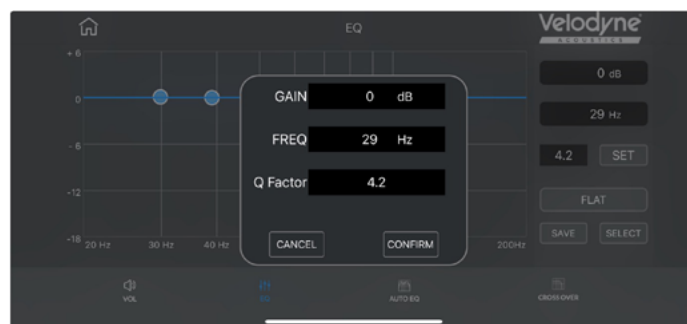 EQ
Velodyne
ACOUSTICS
+ 6
0
- 6
-12
-18
20 Hz
30 Hz
40 Hz
200Hz
GAIN 0 dB
FREQ 29 Hz
Q Factor 4.2
CANCEL CONFIRM
0 dB
29 Hz
4.2 SET
FLAT
SAVE SELECT
VOL
EQ
AUTO EQ
CROSS OVER